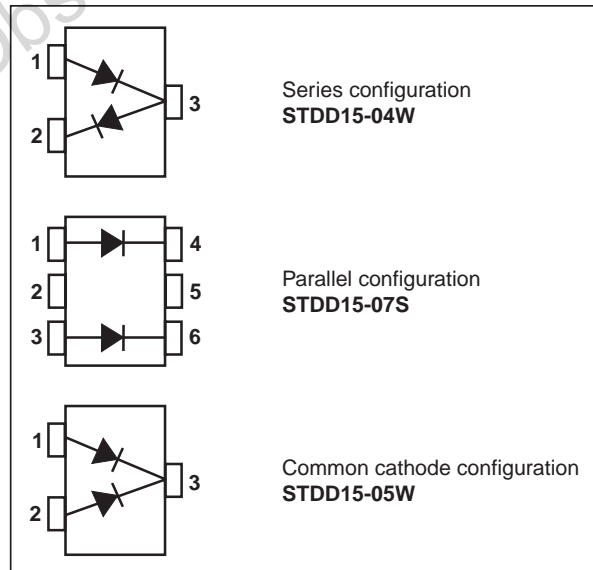 1
2
3
Series configuration
STDD15-04W
1
2
3
4
5
6
Parallel configuration
STDD15-07S
1
2
3
Common cathode configuration
STDD15-05W